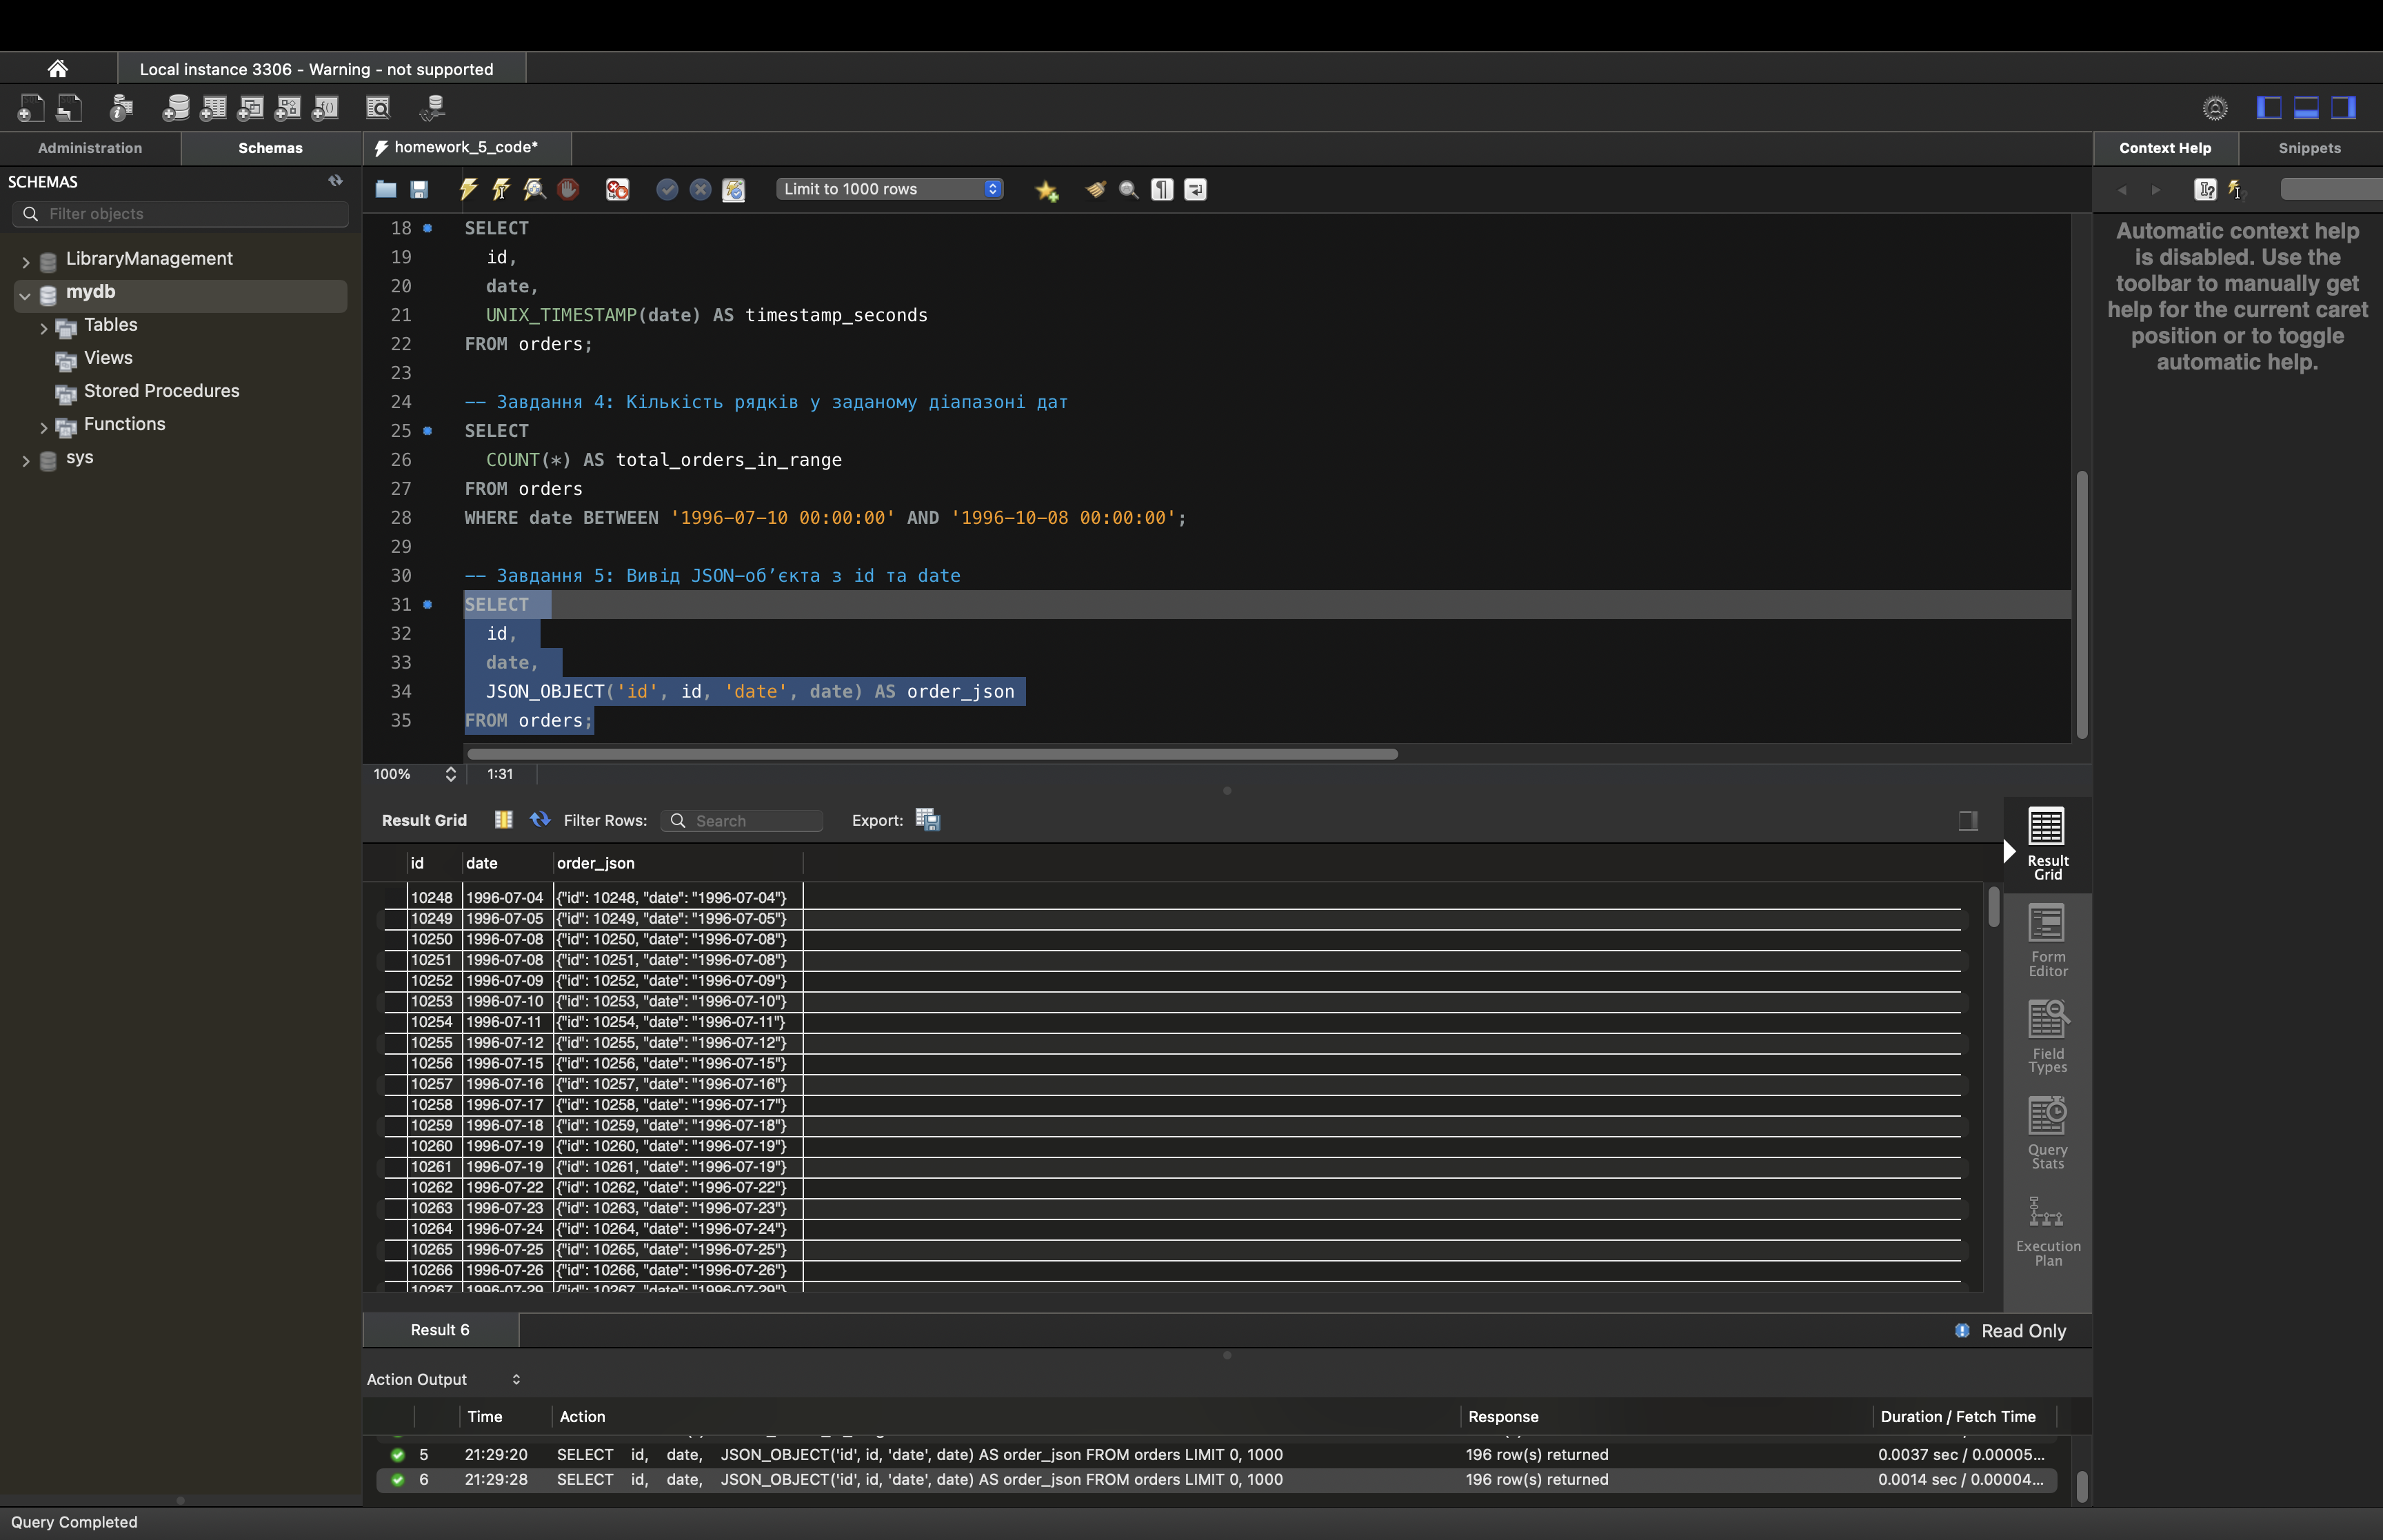 Local instance 3306 - Warning - not supported
Administration
Schemas
homework_5_code*
Context Help
Snippets
SCHEMAS
Filter objects
LibraryManagement
mydb
Tables
Views
Stored Procedures
Functions
sys
Limit to 1000 rows
18 SELECT
19 id,
20 date,
21 UNIX_TIMESTAMP(date) AS timestamp_seconds
22 FROM orders;
23
24 -- Завдання 4: Кількість рядків у заданому діапазоні дат
25 SELECT
26 COUNT(*) AS total_orders_in_range
27 FROM orders
28 WHERE date BETWEEN '1996-07-10 00:00:00' AND '1996-10-08 00:00:00';
29
30 -- Завдання 5: Вивід JSON-об’єкта з id та date
31 SELECT
32 id,
33 date,
34 JSON_OBJECT('id', id, 'date', date) AS order_json
35 FROM orders;
Automatic context help
is disabled. Use the
toolbar to manually get
help for the current caret
position or to toggle
automatic help.
100% 1:31
Result Grid Filter Rows: Search Export:
id date order_json
10248 1996-07-04 {"id": 10248, "date": "1996-07-04"}
10249 1996-07-05 {"id": 10249, "date": "1996-07-05"}
10250 1996-07-08 {"id": 10250, "date": "1996-07-08"}
10251 1996-07-08 {"id": 10251, "date": "1996-07-08"}
10252 1996-07-09 {"id": 10252, "date": "1996-07-09"}
10253 1996-07-10 {"id": 10253, "date": "1996-07-10"}
10254 1996-07-11 {"id": 10254, "date": "1996-07-11"}
10255 1996-07-12 {"id": 10255, "date": "1996-07-12"}
10256 1996-07-15 {"id": 10256, "date": "1996-07-15"}
10257 1996-07-16 {"id": 10257, "date": "1996-07-16"}
10258 1996-07-17 {"id": 10258, "date": "1996-07-17"}
10259 1996-07-18 {"id": 10259, "date": "1996-07-18"}
10260 1996-07-19 {"id": 10260, "date": "1996-07-19"}
10261 1996-07-19 {"id": 10261, "date": "1996-07-19"}
10262 1996-07-22 {"id": 10262, "date": "1996-07-22"}
10263 1996-07-23 {"id": 10263, "date": "1996-07-23"}
10264 1996-07-24 {"id": 10264, "date": "1996-07-24"}
10265 1996-07-25 {"id": 10265, "date": "1996-07-25"}
10266 1996-07-26 {"id": 10266, "date": "1996-07-26"}
10267 1996-07-29 {"id": 10267, "date": "1996-07-29"}
Result
Grid
Form
Editor
Field
Types
Query
Stats
Execution
Plan
Result 6
Read Only
Action Output
Time Action Response Duration / Fetch Time
5 21:29:20 SELECT id, date, JSON_OBJECT('id', id, 'date', date) AS order_json FROM orders LIMIT 0, 1000 196 row(s) returned 0.0037 sec / 0.00005...
6 21:29:28 SELECT id, date, JSON_OBJECT('id', id, 'date', date) AS order_json FROM orders LIMIT 0, 1000 196 row(s) returned 0.0014 sec / 0.00004...
Query Completed